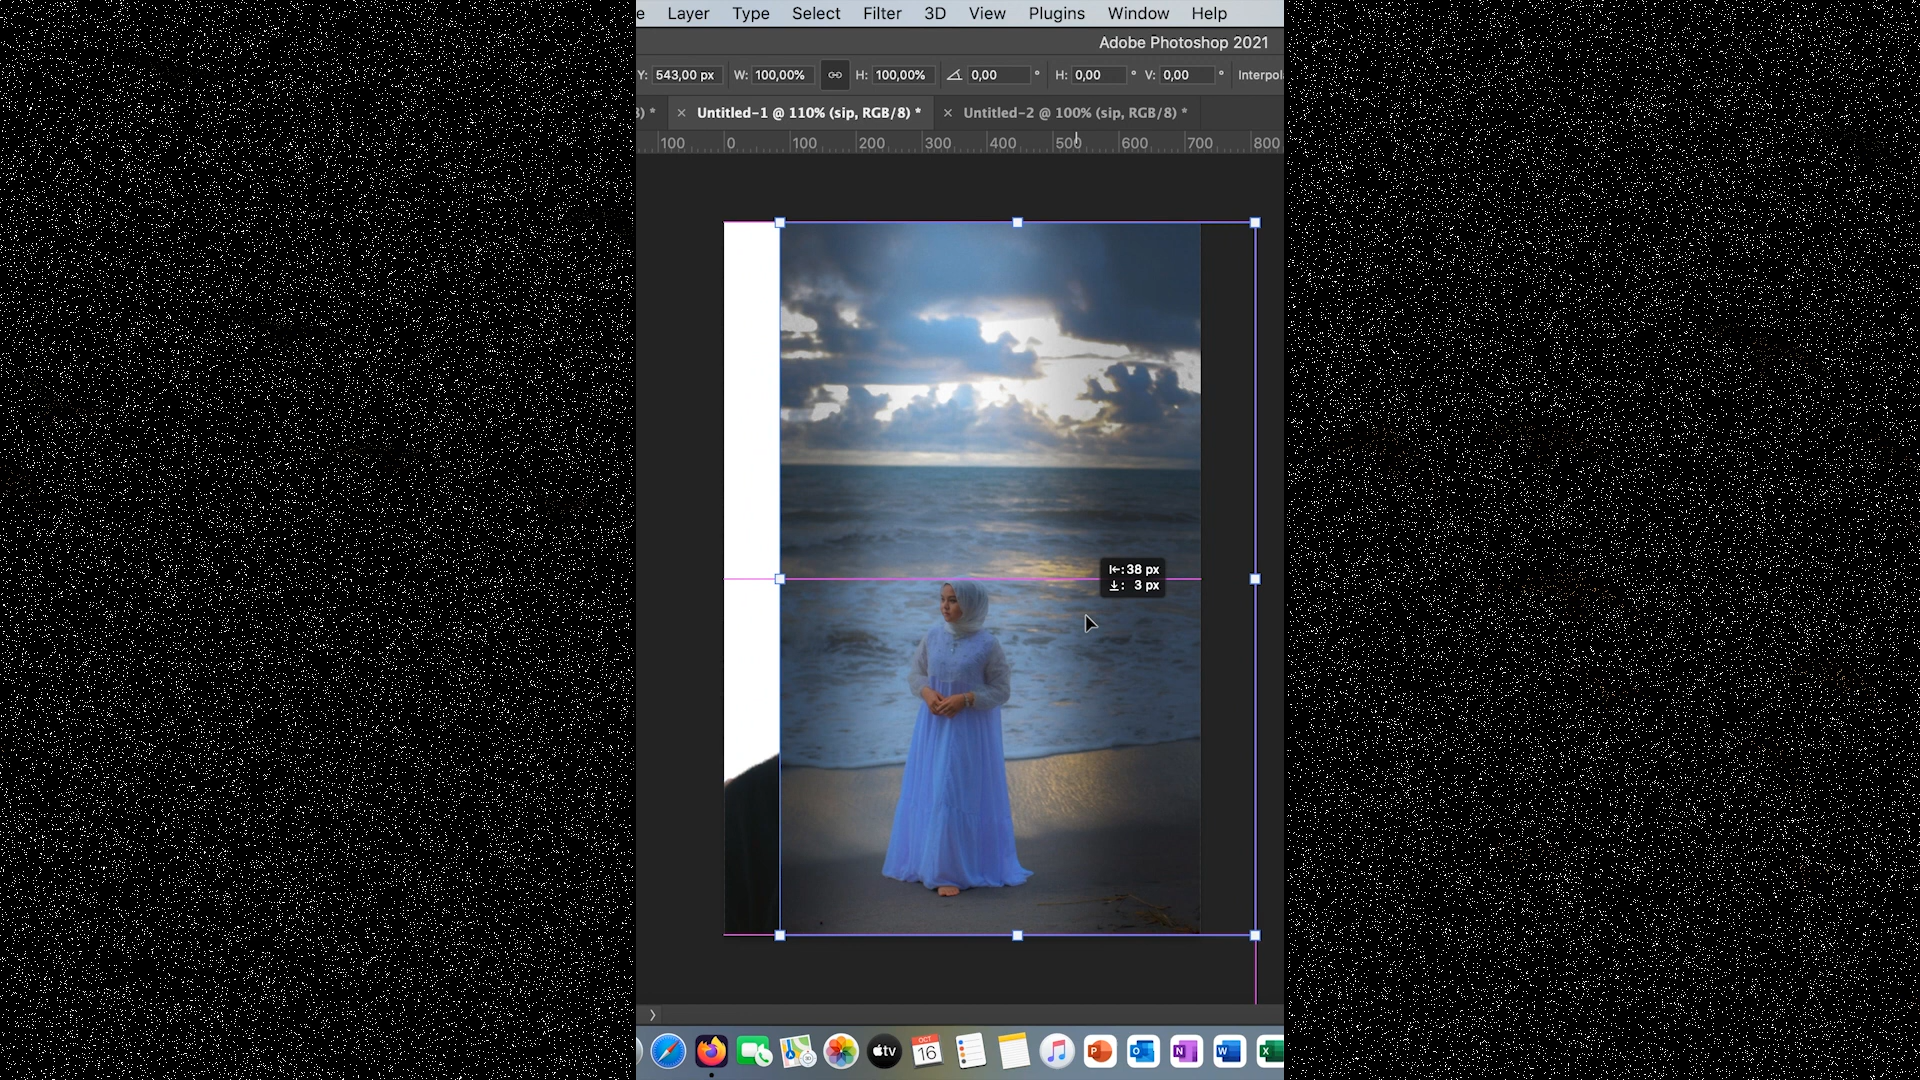 Layer Type Select Filter 3D View Plugins Window Help
Adobe Photoshop 2021
Y: 543,00 px W: 100,00% H: 100,00% 0,00 ° H: 0,00 ° V: 0,00 °
) * × Untitled-1 @ 110% (sip, RGB/8) * × Untitled-2 @ 100% (sip, RGB/8) *
100 0 100 200 300 400 500 600 700 800
38 px
3 px
tv
OCT
16
P O N W X